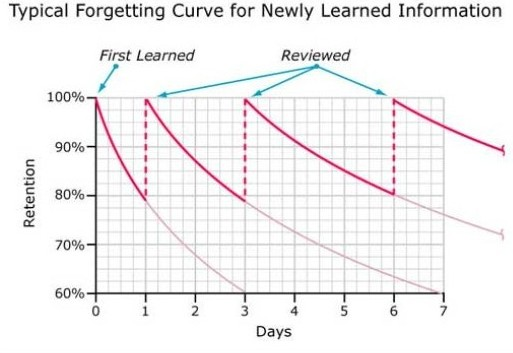 Typical Forgetting Curve for Newly Learned Information
First Learned
Reviewed
100%
90%
80%
70%
60%
Retention
0 1 2 3 4 5 6 7
Days